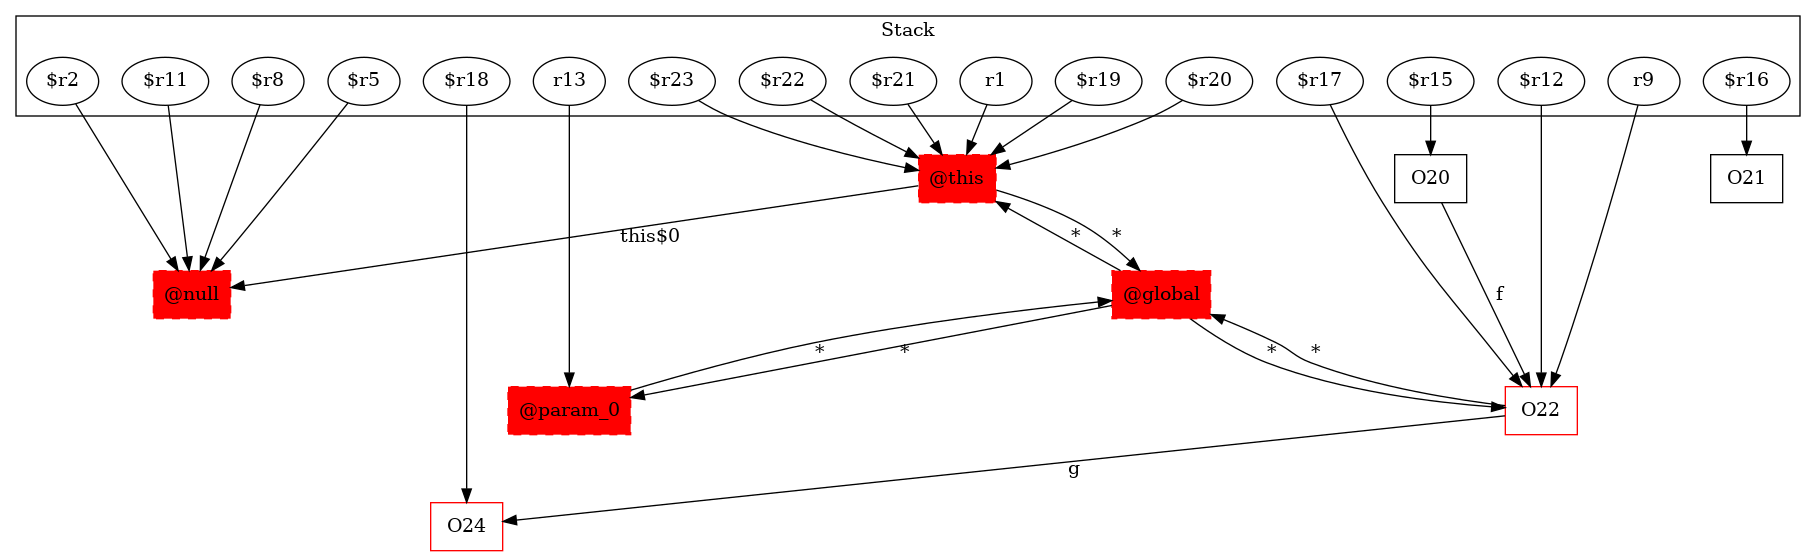 Stack
$r2 $r11 $r8 $r5 $r18 r13 $r23 $r22 $r21 r1 $r19 $r20 $r17 $r15 $r12 r9 $r16
@this O20 O21
this$0 * *
@null @global f
* * * *
@param_0 O22
g
O24